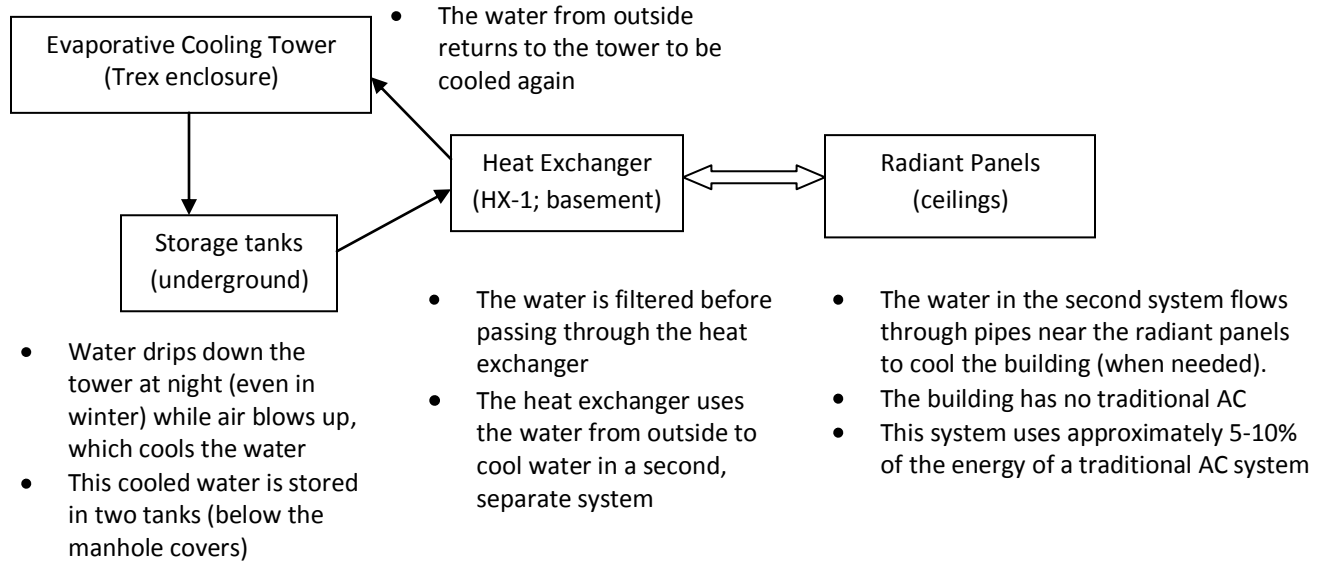 Evaporative Cooling Tower
(Trex enclosure)
• The water from outside
returns to the tower to be
cooled again
Heat Exchanger
(HX-1; basement)
Radiant Panels
(ceilings)
Storage tanks
(underground)
• Water drips down the
tower at night (even in
winter) while air blows up,
which cools the water
• This cooled water is stored
in two tanks (below the
manhole covers)
• The water is filtered before
passing through the heat
exchanger
• The heat exchanger uses
the water from outside to
cool water in a second,
separate system
• The water in the second system flows
through pipes near the radiant panels
to cool the building (when needed).
• The building has no traditional AC
• This system uses approximately 5-10%
of the energy of a traditional AC system